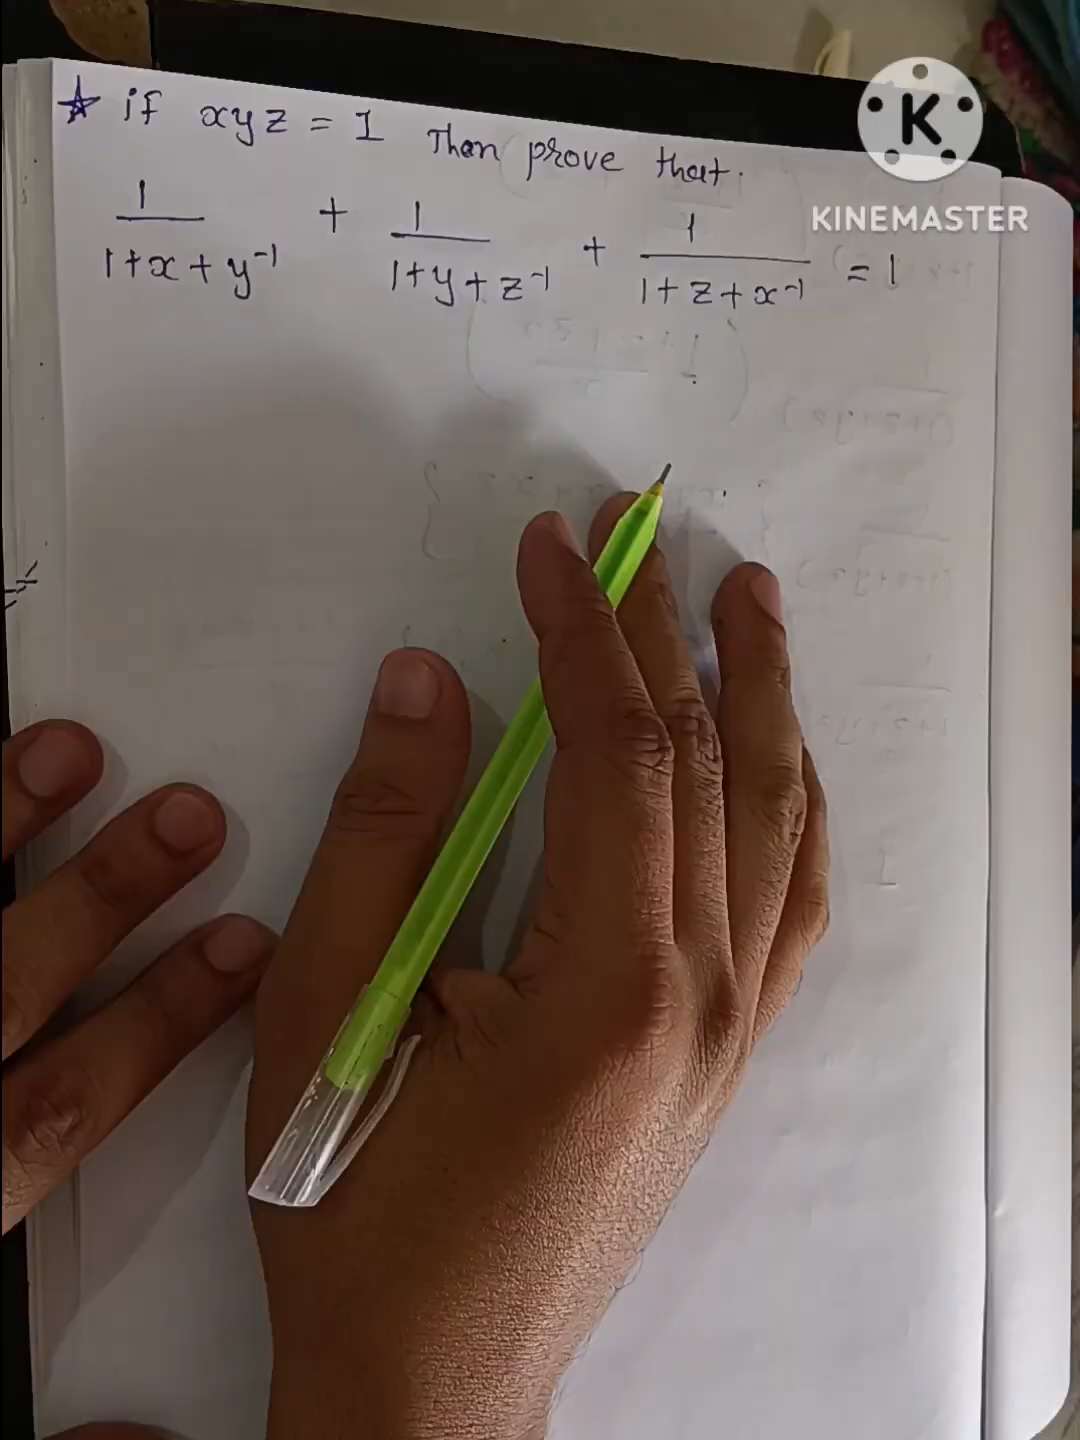 ☆ if xyz = 1 Then prove that.
1/(1+x+y⁻¹) + 1/(1+y+z⁻¹) + 1/(1+z+x⁻¹) = 1
K
KINEMASTER